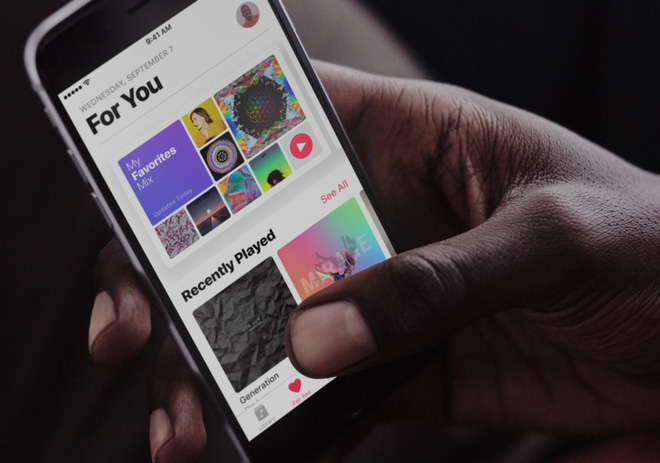 9:41 AM
WEDNESDAY, SEPTEMBER 7
For You
My
Favorites
Mix
Updated Today
See All
Recently Played
Generation
Library
For You